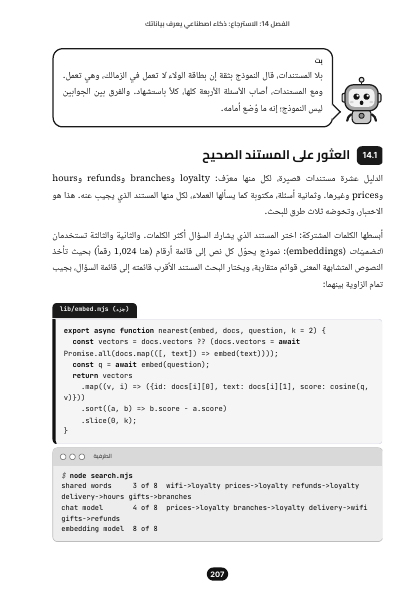 الفصل 14: الاسترجاع: ذكاء اصطناعي يعرف بياناتك
بِت
بلا المستندات، قال النموذج بثقة إن بطاقة الولاء لا تعمل في الزمالك، وهي تعمل.
ومع المستندات، أصاب الأسئلة الأربعة كلها، كلاً باستشهاد. والفرق بين الجوابين
ليس النموذج؛ إنه ما وُضع أمامه.
14.1 العثور على المستند الصحيح
الدليل عشرة مستندات قصيرة، لكل منها معرّف: loyalty وbranches وrefunds وhours
وprices وغيرها. وثمانية أسئلة، مكتوبة كما يسألها العملاء، لكل منها المستند الذي يجيب عنه. هذا هو
الاختبار، وتخوضه ثلاث طرق للبحث.
أبسطها الكلمات المشتركة: اختر المستند الذي يشارك السؤال أكثر الكلمات. والثانية والثالثة تستخدمان
التضمينات (embeddings): نموذج يحوّل كل نص إلى قائمة أرقام (هنا 1,024 رقماً) بحيث تأخذ
النصوص المتشابهة المعنى قوائم متقاربة، ويختار البحث المستند الأقرب قائمته إلى قائمة السؤال، بجيب
تمام الزاوية بينهما:
lib/embed.mjs (جزء)
export async function nearest(embed, docs, question, k = 2) {
const vectors = docs.vectors ?? (docs.vectors = await
Promise.all(docs.map(([, text]) => embed(text))));
const q = await embed(question);
return vectors
.map((v, i) => ({id: docs[i][0], text: docs[i][1], score: cosine(q,
v)}))
.sort((a, b) => b.score - a.score)
.slice(0, k);
}
الطرفية
$ node search.mjs
shared words 3 of 8 wifi->loyalty prices->loyalty refunds->loyalty
delivery->hours gifts->branches
chat model 4 of 8 prices->loyalty branches->loyalty delivery->wifi
gifts->refunds
embedding model 8 of 8
207